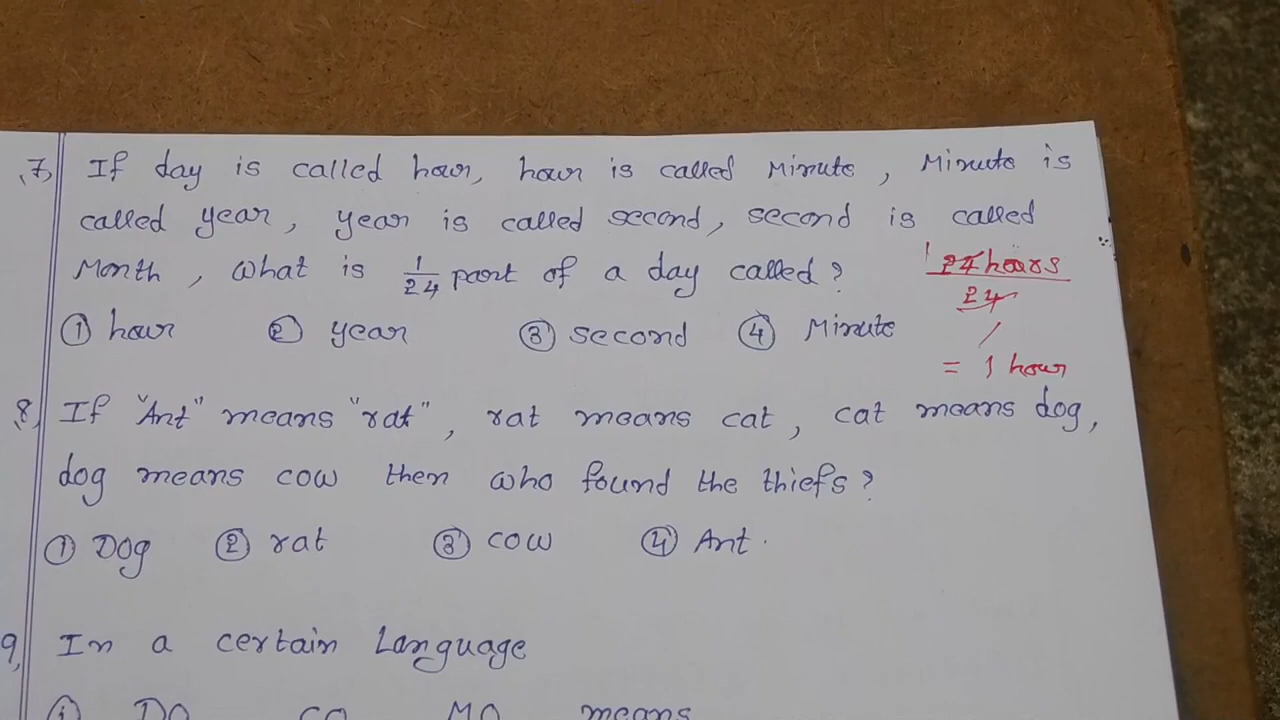 7, If day is called hour, hour is called Minute, Minute is
called year, year is called second, second is called
Month, what is 1/24 part of a day called?
① hour ② year ③ second ④ Minute
24 hours
24
= 1 hour
8, If "Ant" means "rat", rat means cat, cat means dog,
dog means cow then who found the thiefs?
① Dog ② rat ③ cow ④ Ant.
9, In a certain Language
① DO means